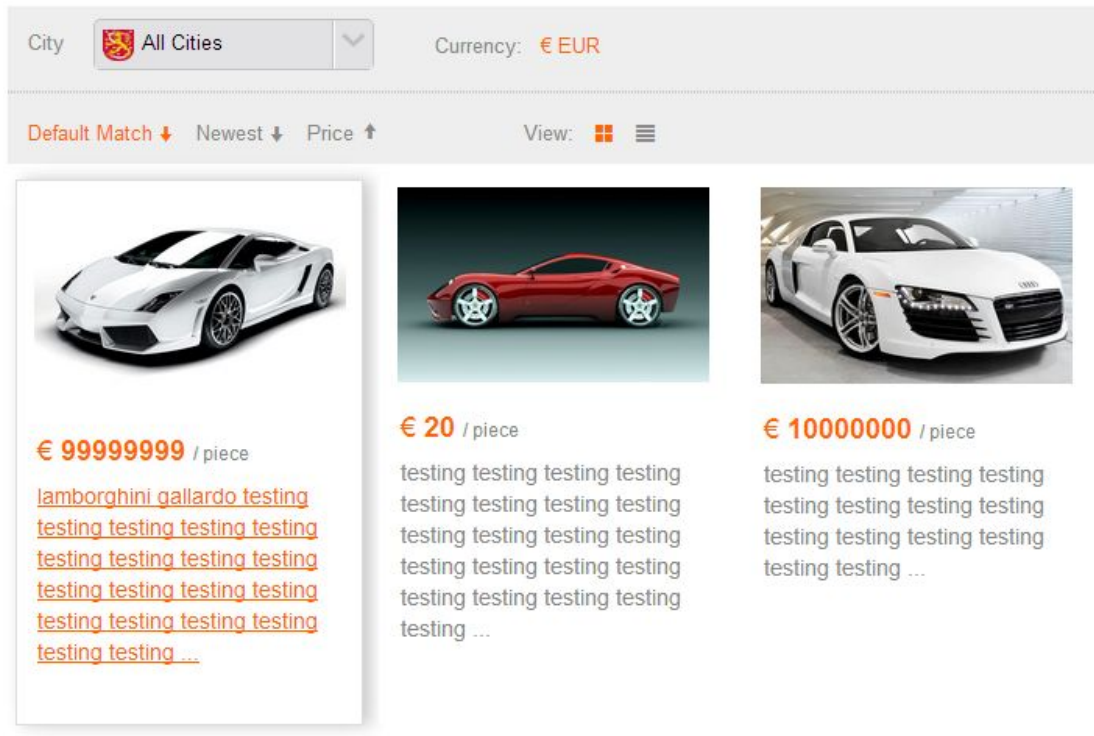 City All Cities Currency: € EUR
Default Match Newest Price View:
€ 99999999 / piece
lamborghini gallardo testing
testing testing testing testing
testing testing testing testing
testing testing testing testing
testing testing testing testing
testing testing ...
€ 20 / piece
testing testing testing testing
testing testing testing testing
testing testing testing testing
testing testing testing testing
testing testing testing testing
testing ...
€ 10000000 / piece
testing testing testing testing
testing testing testing testing
testing testing testing testing
testing testing ...